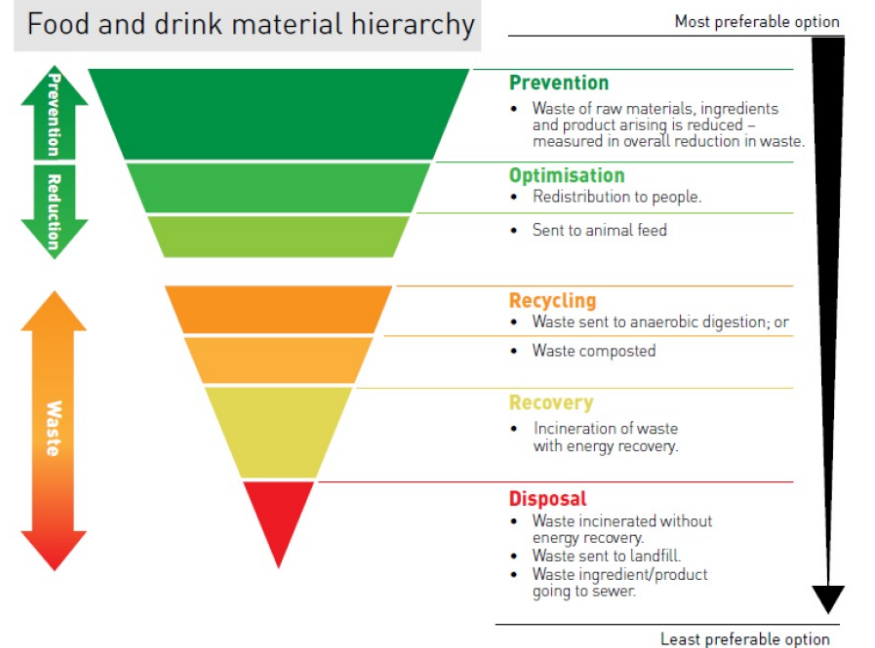 Food and drink material hierarchy
Most preferable option
Prevention
Reduction
Waste
Prevention
• Waste of raw materials, ingredients
and product arising is reduced –
measured in overall reduction in waste.
Optimisation
• Redistribution to people.
• Sent to animal feed
Recycling
• Waste sent to anaerobic digestion; or
• Waste composted
Recovery
• Incineration of waste
with energy recovery.
Disposal
• Waste incinerated without
energy recovery.
• Waste sent to landfill.
• Waste ingredient/product
going to sewer.
Least preferable option